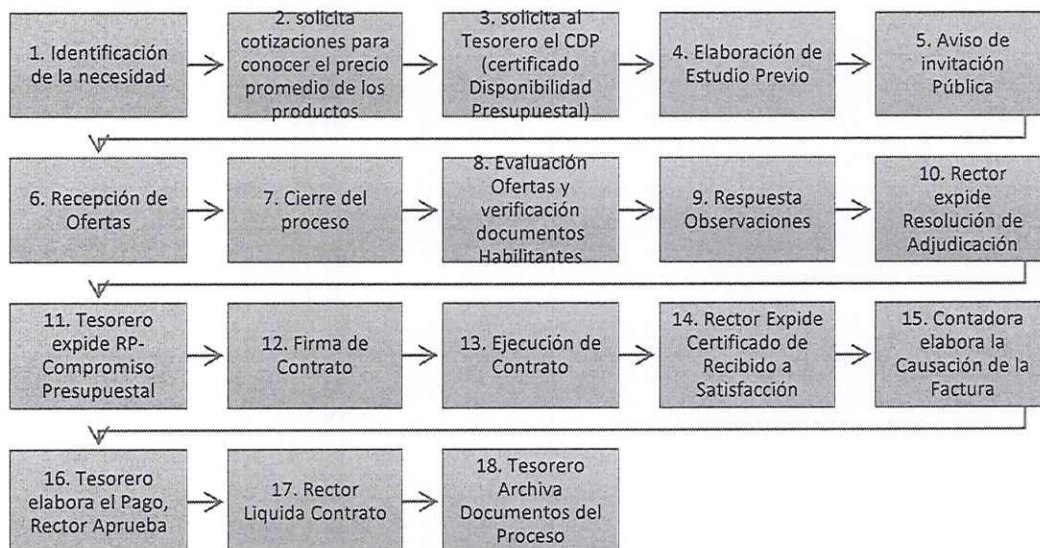 1. Identificación
de la necesidad
2. solicita
cotizaciones para
conocer el precio
promedio de los
productos
3. solicita al
Tesorero el CDP
(certificado
Disponibilidad
Presupuestal)
4. Elaboración de
Estudio Previo
5. Aviso de
invitación
Pública
6. Recepción de
Ofertas
7. Cierre del
proceso
8. Evaluación
Ofertas y
verificación
documentos
Habilitantes
9. Respuesta
Observaciones
10. Rector
expide
Resolución de
Adjudicación
11. Tesorero
expide RP-
Compromiso
Presupuestal
12. Firma de
Contrato
13. Ejecución de
Contrato
14. Rector Expide
Certificado de
Recibido a
Satisfacción
15. Contadora
elabora la
Causación de la
Factura
16. Tesorero
elabora el Pago,
Rector Aprueba
17. Rector
Liquida Contrato
18. Tesorero
Archiva
Documentos del
Proceso